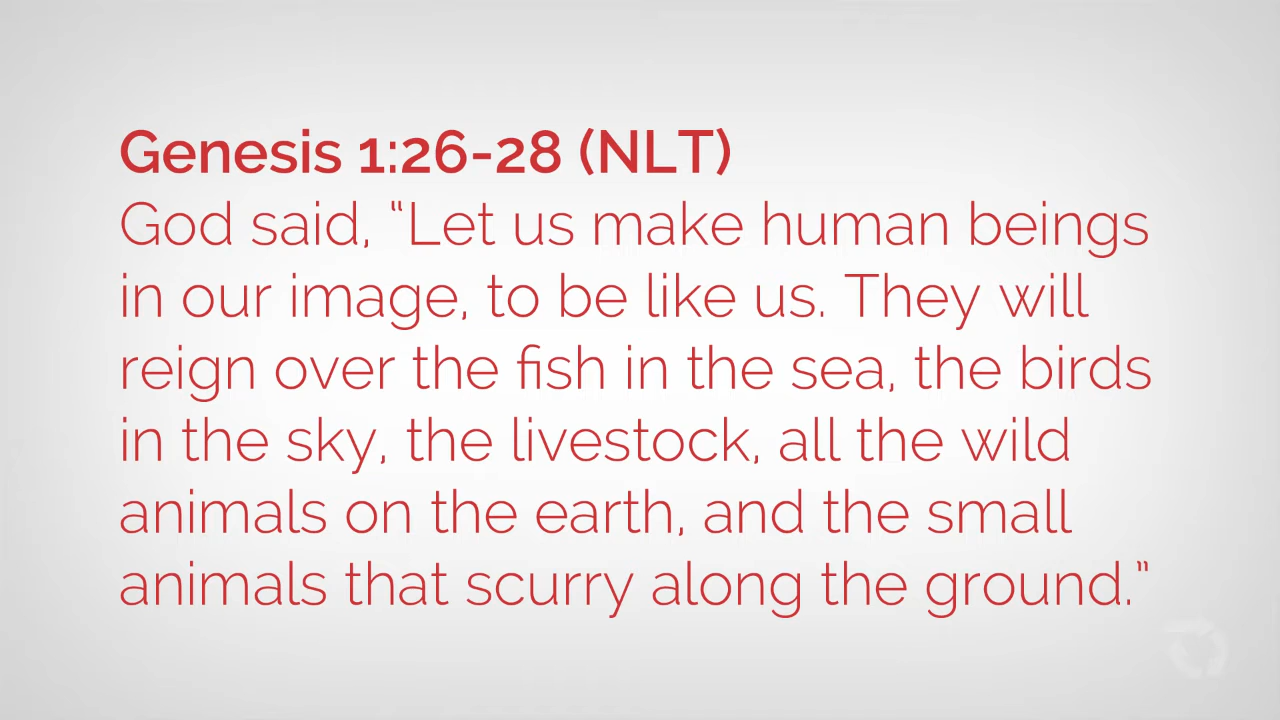 Genesis 1:26-28 (NLT)
God said, “Let us make human beings
in our image, to be like us. They will
reign over the fish in the sea, the birds
in the sky, the livestock, all the wild
animals on the earth, and the small
animals that scurry along the ground.”